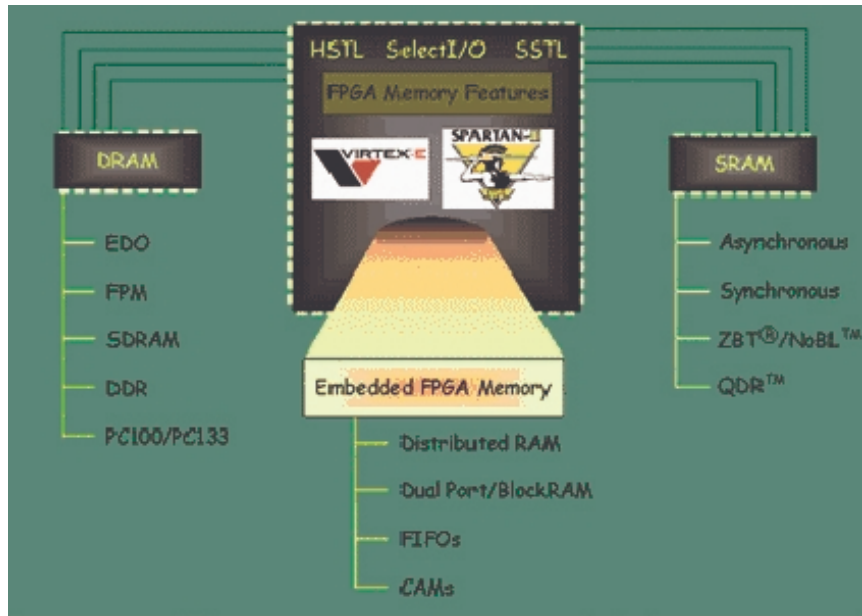 HSTL SelectI/O SSTL
FPGA Memory Features
VIRTEX-E
SPARTAN-II
DRAM
EDO
FPM
SDRAM
DDR
PC100/PC133
SRAM
Asynchronous
Synchronous
ZBT®/NoBL™
QDR™
Embedded FPGA Memory
Distributed RAM
Dual Port/BlockRAM
FIFOs
CAMs